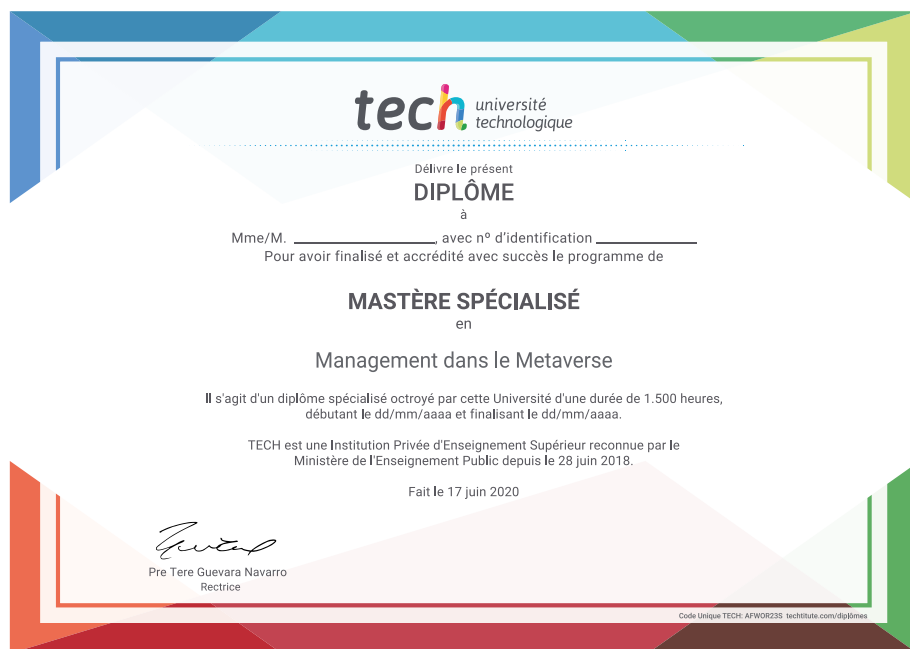 tech université
technologique
Délivre le présent
DIPLÔME
à
Mme/M. ____________, avec nº d'identification ____________
Pour avoir finalisé et accrédité avec succès le programme de
MASTÈRE SPÉCIALISÉ
en
Management dans le Metaverse
Il s'agit d'un diplôme spécialisé octroyé par cette Université d'une durée de 1.500 heures,
débutant le dd/mm/aaaa et finalisant le dd/mm/aaaa.
TECH est une Institution Privée d'Enseignement Supérieur reconnue par le
Ministère de l'Enseignement Public depuis le 28 juin 2018.
Fait le 17 juin 2020
Pre Tere Guevara Navarro
Rectrice
Code Unique TECH: AFWOR23S techtitute.com/diplômes